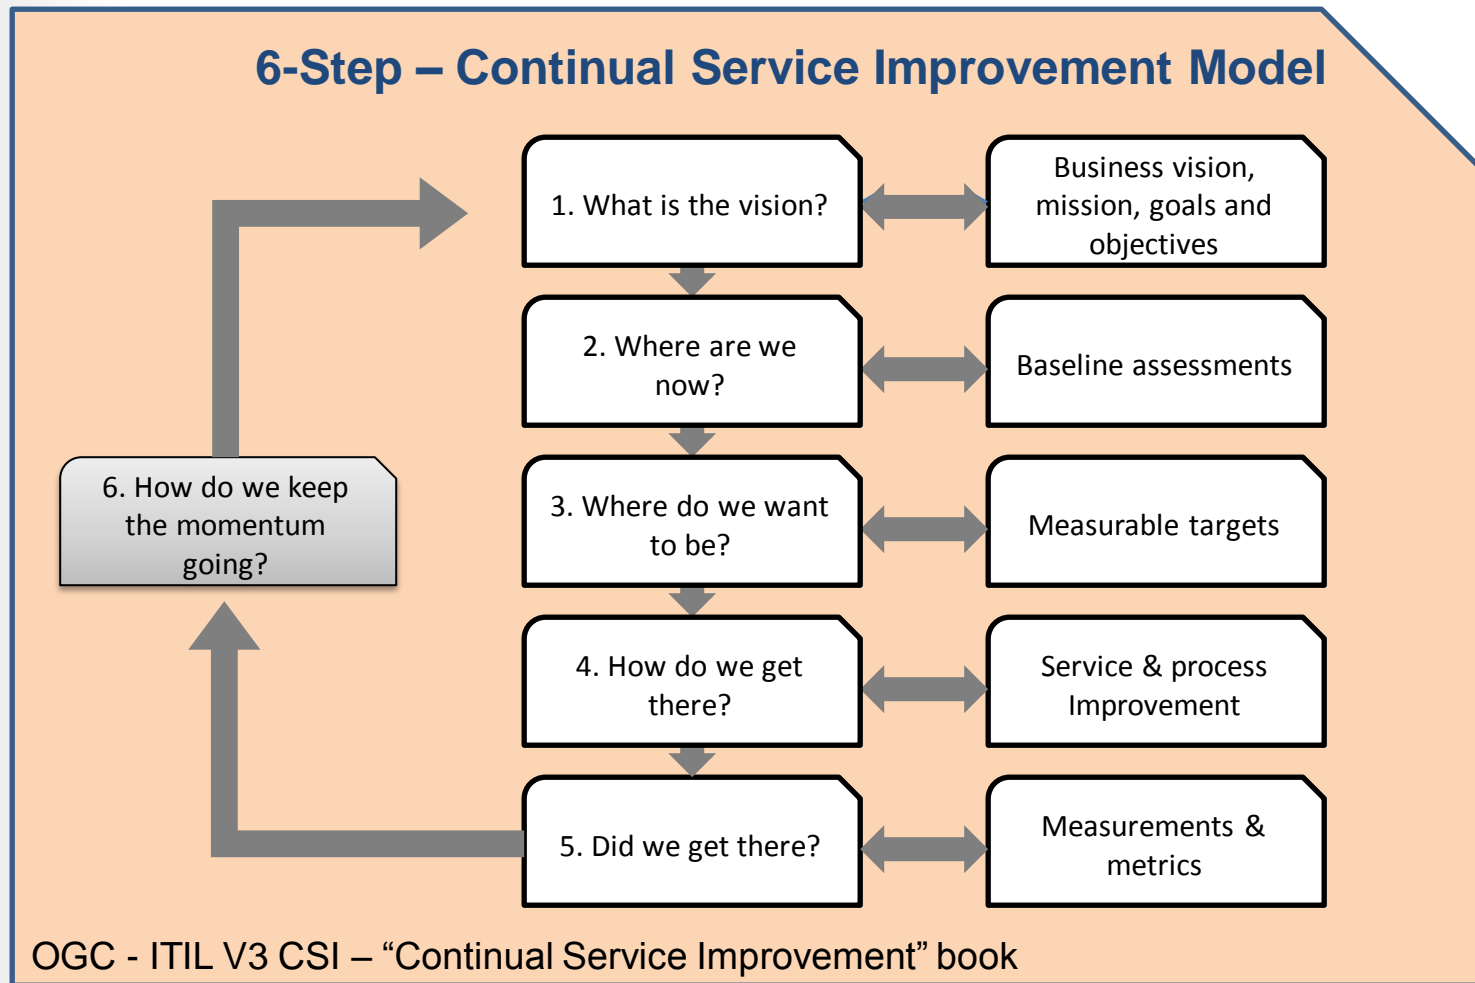 6-Step – Continual Service Improvement Model
1. What is the vision?
Business vision,
mission, goals and
objectives
2. Where are we
now?
Baseline assessments
3. Where do we want
to be?
Measurable targets
4. How do we get
there?
Service & process
Improvement
5. Did we get there?
Measurements &
metrics
6. How do we keep
the momentum
going?
OGC - ITIL V3 CSI – “Continual Service Improvement” book